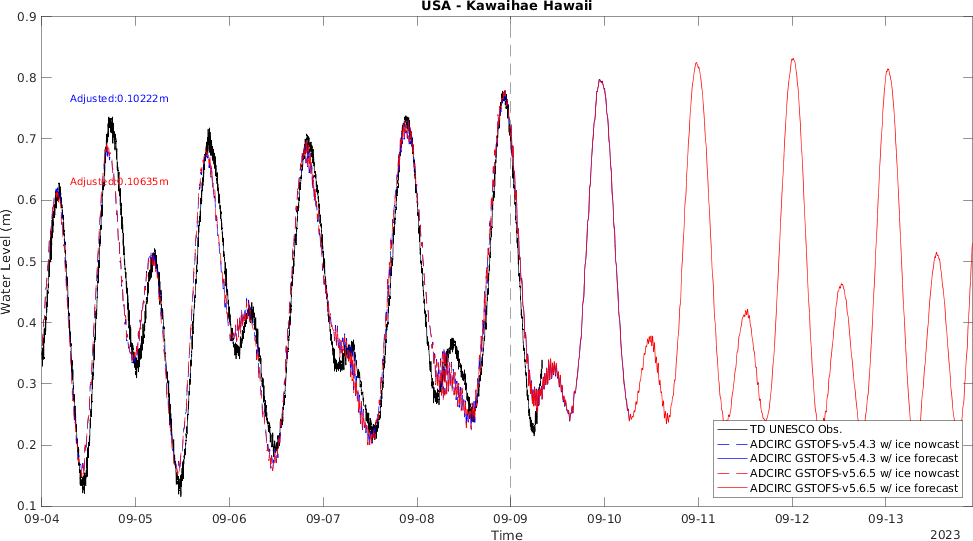 USA - Kawaihae Hawaii
0.9
0.8
0.7
0.6
0.5
0.4
0.3
0.2
0.1
Water Level (m)
Adjusted:0.10222m
Adjusted:0.10635m
TD UNESCO Obs.
ADCIRC GSTOFS-v5.4.3 w/ ice nowcast
ADCIRC GSTOFS-v5.4.3 w/ ice forecast
ADCIRC GSTOFS-v5.6.5 w/ ice nowcast
ADCIRC GSTOFS-v5.6.5 w/ ice forecast
09-04 09-05 09-06 09-07 09-08 09-09 09-10 09-11 09-12 09-13
Time
2023